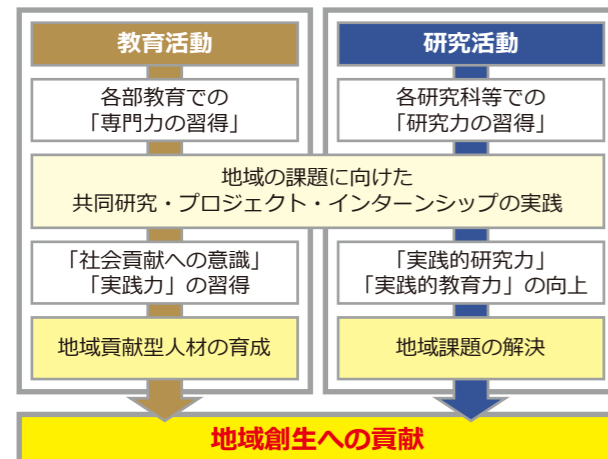 教育活動
各部教育での
「専門力の習得」
研究活動
各研究科等での
「研究力の習得」
地域の課題に向けた
共同研究・プロジェクト・インターンシップの実践
「社会貢献への意識」
「実践力」の習得
地域貢献型人材の育成
「実践的研究力」
「実践的教育力」の向上
地域課題の解決
地域創生への貢献